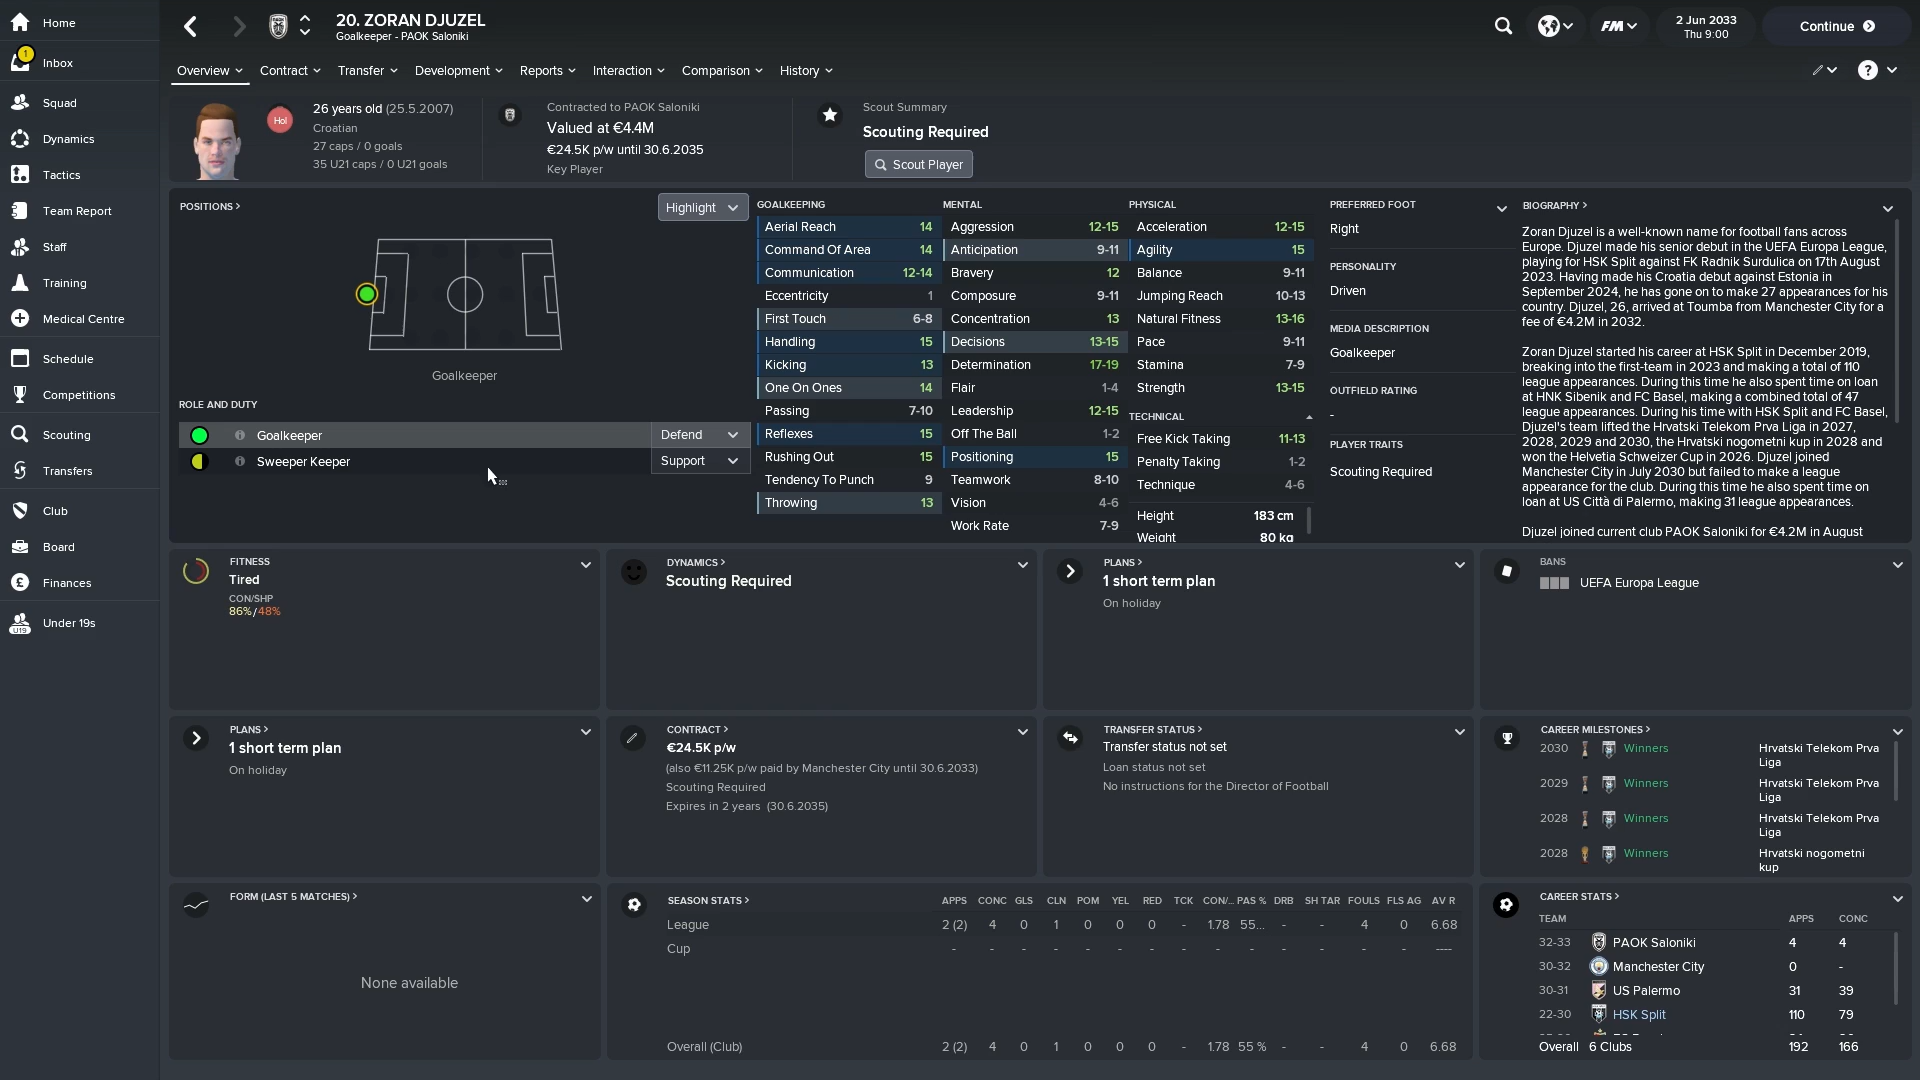 Home
Inbox
1
Squad
Dynamics
Tactics
Team Report
Staff
Training
Medical Centre
Schedule
Competitions
Scouting
Transfers
Club
Board
Finances
Under 19s
U19
20. ZORAN DJUZEL
Goalkeeper - PAOK Saloniki
FM
2 Jun 2033
Thu 9:00
Continue
Overview Contract Transfer Development Reports Interaction Comparison History
?
Hol
26 years old (25.5.2007)
Croatian
27 caps / 0 goals
35 U21 caps / 0 U21 goals
Contracted to PAOK Saloniki
Valued at €4.4M
€24.5K p/w until 30.6.2035
Key Player
Scout Summary
Scouting Required
Scout Player
POSITIONS >
Highlight
Goalkeeper
ROLE AND DUTY
Goalkeeper Defend
Sweeper Keeper Support
GOALKEEPING
Aerial Reach 14
Command Of Area 14
Communication 12-14
Eccentricity 1
First Touch 6-8
Handling 15
Kicking 13
One On Ones 14
Passing 7-10
Reflexes 15
Rushing Out 15
Tendency To Punch 9
Throwing 13
MENTAL
Aggression 12-15
Anticipation 9-11
Bravery 12
Composure 9-11
Concentration 13
Decisions 13-15
Determination 17-19
Flair 1-4
Leadership 12-15
Off The Ball 1-2
Positioning 15
Teamwork 8-10
Vision 4-6
Work Rate 7-9
PHYSICAL
Acceleration 12-15
Agility 15
Balance 9-11
Jumping Reach 10-13
Natural Fitness 13-16
Pace 9-11
Stamina 7-9
Strength 13-15
TECHNICAL
Free Kick Taking 11-13
Penalty Taking 1-2
Technique 4-6
Height 183 cm
Weight 80 kg
PREFERRED FOOT
Right
PERSONALITY
Driven
MEDIA DESCRIPTION
Goalkeeper
OUTFIELD RATING
-
PLAYER TRAITS
Scouting Required
BIOGRAPHY >
Zoran Djuzel is a well-known name for football fans across
Europe. Djuzel made his senior debut in the UEFA Europa League,
playing for HSK Split against FK Radnik Surdulica on 17th August
2023. Having made his Croatia debut against Estonia in
September 2024, he has gone on to make 27 appearances for his
country. Djuzel, 26, arrived at Toumba from Manchester City for a
fee of €4.2M in 2032.
Zoran Djuzel started his career at HSK Split in December 2019,
breaking into the first-team in 2023 and making a total of 110
league appearances. During this time he also spent time on loan
at HNK Sibenik and FC Basel, making a combined total of 47
league appearances. During his time with HSK Split and FC Basel,
Djuzel's team lifted the Hrvatski Telekom Prva Liga in 2027,
2028, 2029 and 2030, the Hrvatski nogometni kup in 2028 and
won the Helvetia Schweizer Cup in 2026. Djuzel joined
Manchester City in July 2030 but failed to make a league
appearance for the club. During this time he also spent time on
loan at US Città di Palermo, making 31 league appearances.
Djuzel joined current club PAOK Saloniki for €4.2M in August
FITNESS
Tired
CON/SHP
86%/48%
DYNAMICS >
Scouting Required
PLANS >
1 short term plan
On holiday
BANS
UEFA Europa League
PLANS >
1 short term plan
On holiday
CONTRACT >
€24.5K p/w
(also €11.25K p/w paid by Manchester City until 30.6.2033)
Scouting Required
Expires in 2 years (30.6.2035)
TRANSFER STATUS >
Transfer status not set
Loan status not set
No instructions for the Director of Football
CAREER MILESTONES >
2030 Winners Hrvatski Telekom Prva
Liga
2029 Winners Hrvatski Telekom Prva
Liga
2028 Winners Hrvatski Telekom Prva
Liga
2028 Winners Hrvatski nogometni
kup
FORM (LAST 5 MATCHES) >
None available
SEASON STATS > APPS CONC GLS CLN POM YEL RED TCK CON/... PAS % DRB SH TAR FOULS FLS AG AV R
League 2 (2) 4 0 1 0 0 0 - 1.78 55... - - 4 0 6.68
Cup - - - - - - - - - - - - - - ----
Overall (Club) 2 (2) 4 0 1 0 0 0 - 1.78 55 % - - 4 0 6.68
CAREER STATS >
TEAM APPS CONC
32-33 PAOK Saloniki 4 4
30-32 Manchester City 0 -
30-31 US Palermo 31 39
22-30 HSK Split 110 79
Overall 6 Clubs 192 166